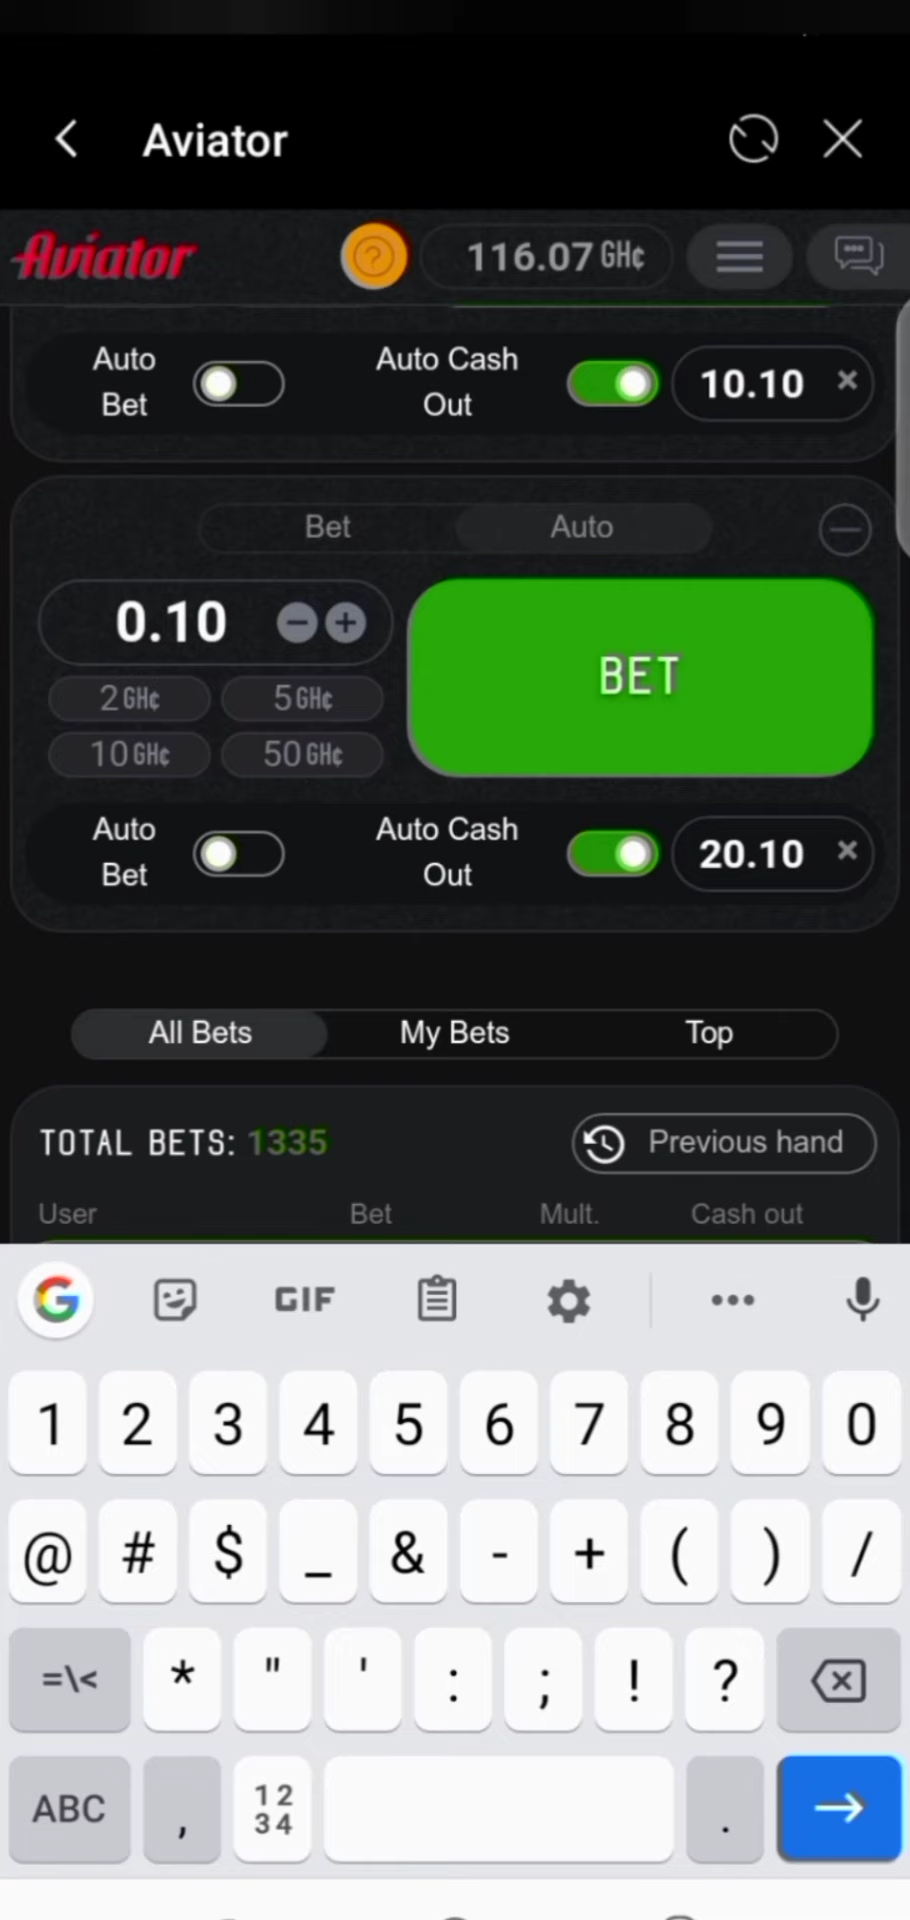 Aviator
Aviator
? 116.07 GH¢
Auto Bet
Auto Cash Out
10.10 ×
Bet Auto
0.10 − +
BET
2 GH¢ 5 GH¢
10 GH¢ 50 GH¢
Auto Bet
Auto Cash Out
20.10 ×
All Bets My Bets Top
TOTAL BETS: 1335 Previous hand
User Bet Mult. Cash out
G GIF
1 2 3 4 5 6 7 8 9 0
@ # $ _ & - + ( ) /
=\< * " ' : ; ! ?
ABC , 12 34 .